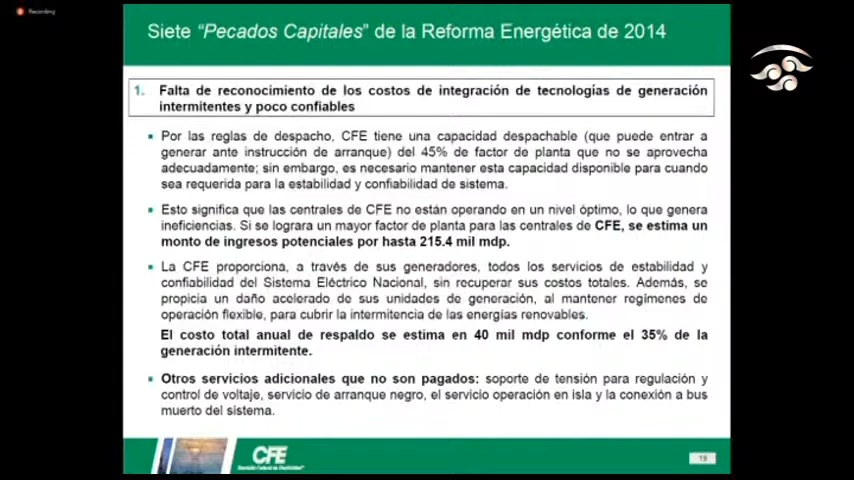 Recording
Siete “Pecados Capitales” de la Reforma Energética de 2014
1. Falta de reconocimiento de los costos de integración de tecnologías de generación
intermitentes y poco confiables
▪ Por las reglas de despacho, CFE tiene una capacidad despachable (que puede entrar a
generar ante instrucción de arranque) del 45% de factor de planta que no se aprovecha
adecuadamente; sin embargo, es necesario mantener esta capacidad disponible para cuando
sea requerida para la estabilidad y confiabilidad de sistema.
▪ Esto significa que las centrales de CFE no están operando en un nivel óptimo, lo que genera
ineficiencias. Si se lograra un mayor factor de planta para las centrales de CFE, se estima un
monto de ingresos potenciales por hasta 215.4 mil mdp.
▪ La CFE proporciona, a través de sus generadores, todos los servicios de estabilidad y
confiabilidad del Sistema Eléctrico Nacional, sin recuperar sus costos totales. Además, se
propicia un daño acelerado de sus unidades de generación, al mantener regímenes de
operación flexible, para cubrir la intermitencia de las energías renovables.
El costo total anual de respaldo se estima en 40 mil mdp conforme el 35% de la
generación intermitente.
▪ Otros servicios adicionales que no son pagados: soporte de tensión para regulación y
control de voltaje, servicio de arranque negro, el servicio operación en isla y la conexión a bus
muerto del sistema.
CFE
Comisión Federal de Electricidad
19